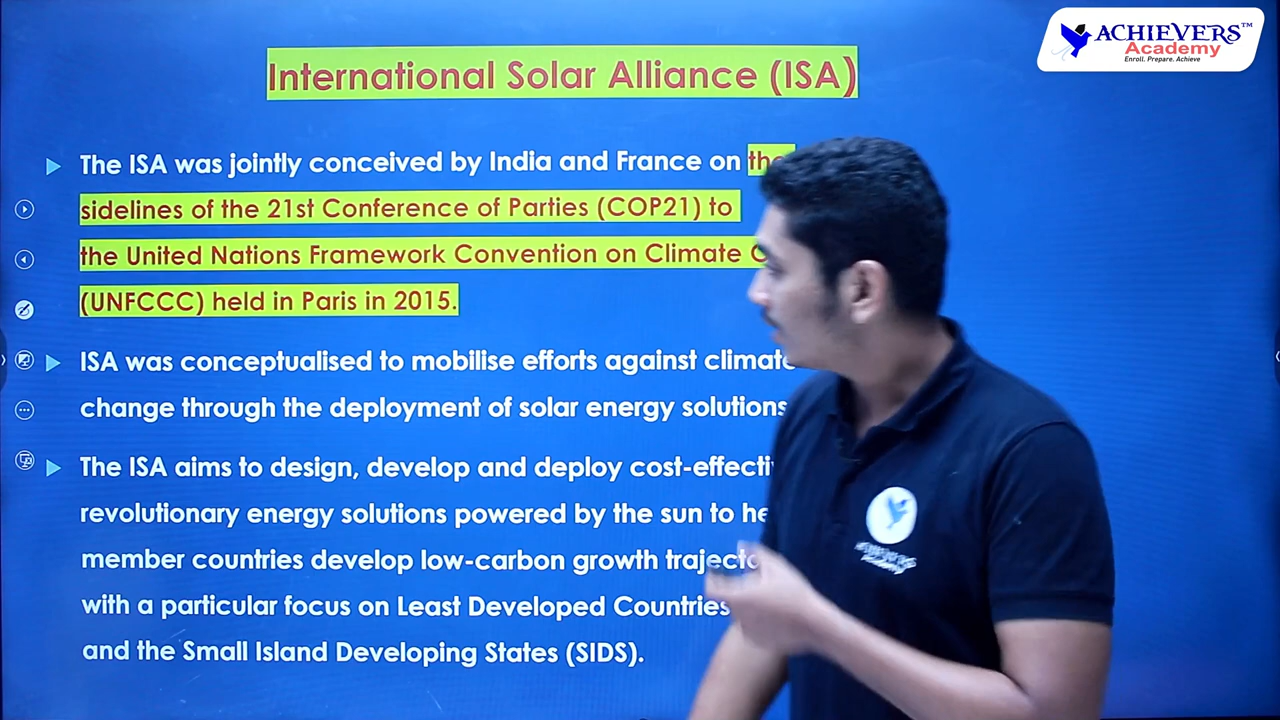 ACHIEVERS™
Academy
Enroll. Prepare. Achieve
International Solar Alliance (ISA)
The ISA was jointly conceived by India and France on the
sidelines of the 21st Conference of Parties (COP21) to
the United Nations Framework Convention on Climate
(UNFCCC) held in Paris in 2015.
ISA was conceptualised to mobilise efforts against climate
change through the deployment of solar energy solutions
The ISA aims to design, develop and deploy cost-effecti
revolutionary energy solutions powered by the sun to he
member countries develop low-carbon growth traject
with a particular focus on Least Developed Countries
and the Small Island Developing States (SIDS).
Academy